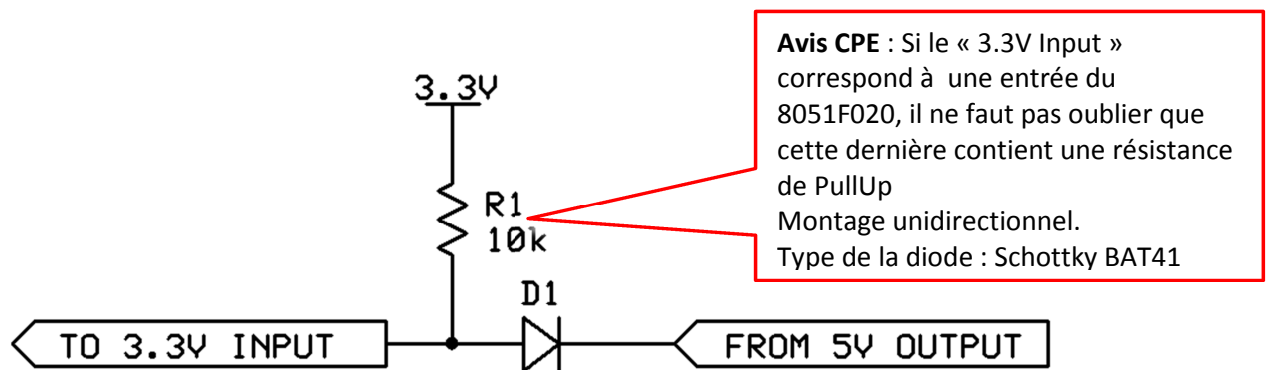 Avis CPE : Si le « 3.3V Input »
correspond à une entrée du
8051F020, il ne faut pas oublier que
cette dernière contient une résistance
de PullUp
Montage unidirectionnel.
Type de la diode : Schottky BAT41
3.3V
R1
10k
D1
TO 3.3V INPUT
FROM 5V OUTPUT